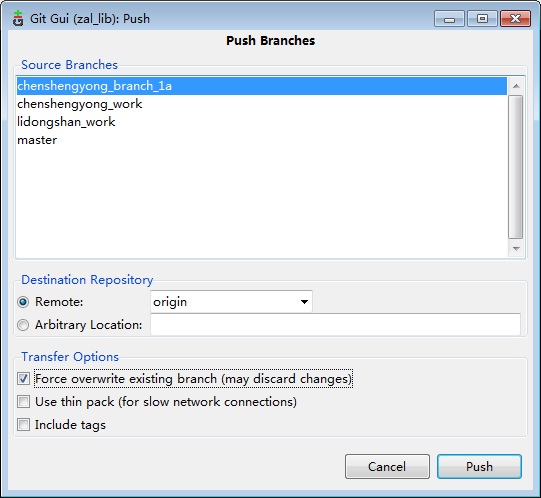 Git Gui (zal_lib): Push
Push Branches
Source Branches
chenshengyong_branch_1a
chenshengyong_work
lidongshan_work
master
Destination Repository
Remote: origin
Arbitrary Location:
Transfer Options
Force overwrite existing branch (may discard changes)
Use thin pack (for slow network connections)
Include tags
Cancel Push